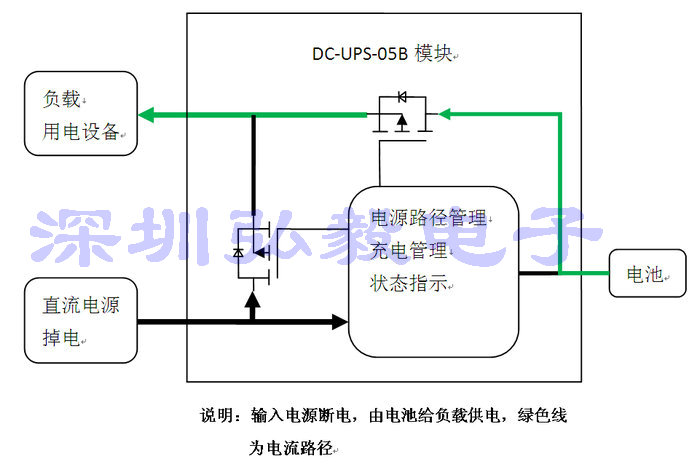 DC-UPS-05B 模块
负载
用电设备
电源路径管理
充电管理
状态指示
深圳弘毅电子
电池
直流电源
掉电
说明：输入电源断电，由电池给负载供电，绿色线
为电流路径